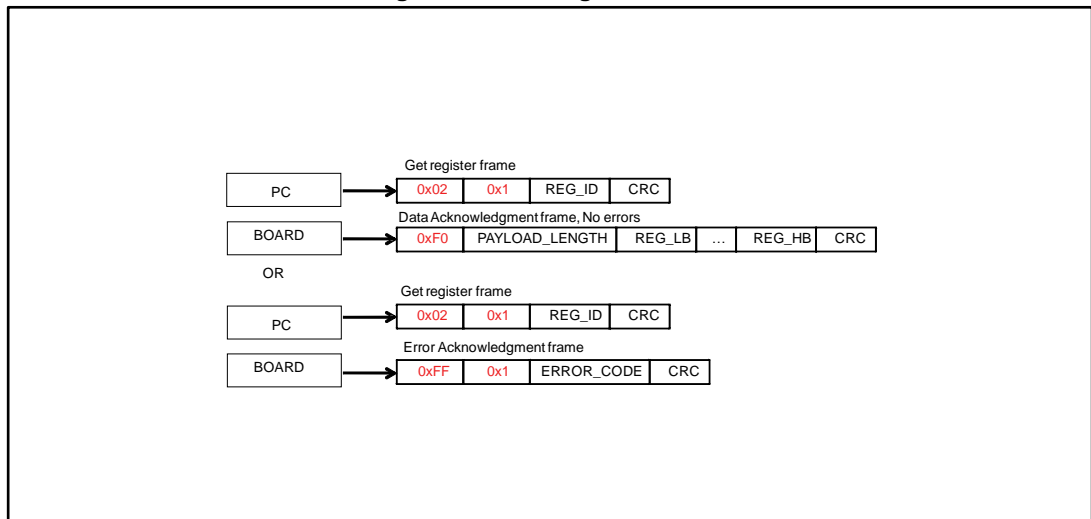 Get register frame
PC 0x02 0x1 REG_ID CRC
Data Acknowledgment frame, No errors
BOARD 0xF0 PAYLOAD_LENGTH REG_LB ... REG_HB CRC
OR
Get register frame
PC 0x02 0x1 REG_ID CRC
Error Acknowledgment frame
BOARD 0xFF 0x1 ERROR_CODE CRC